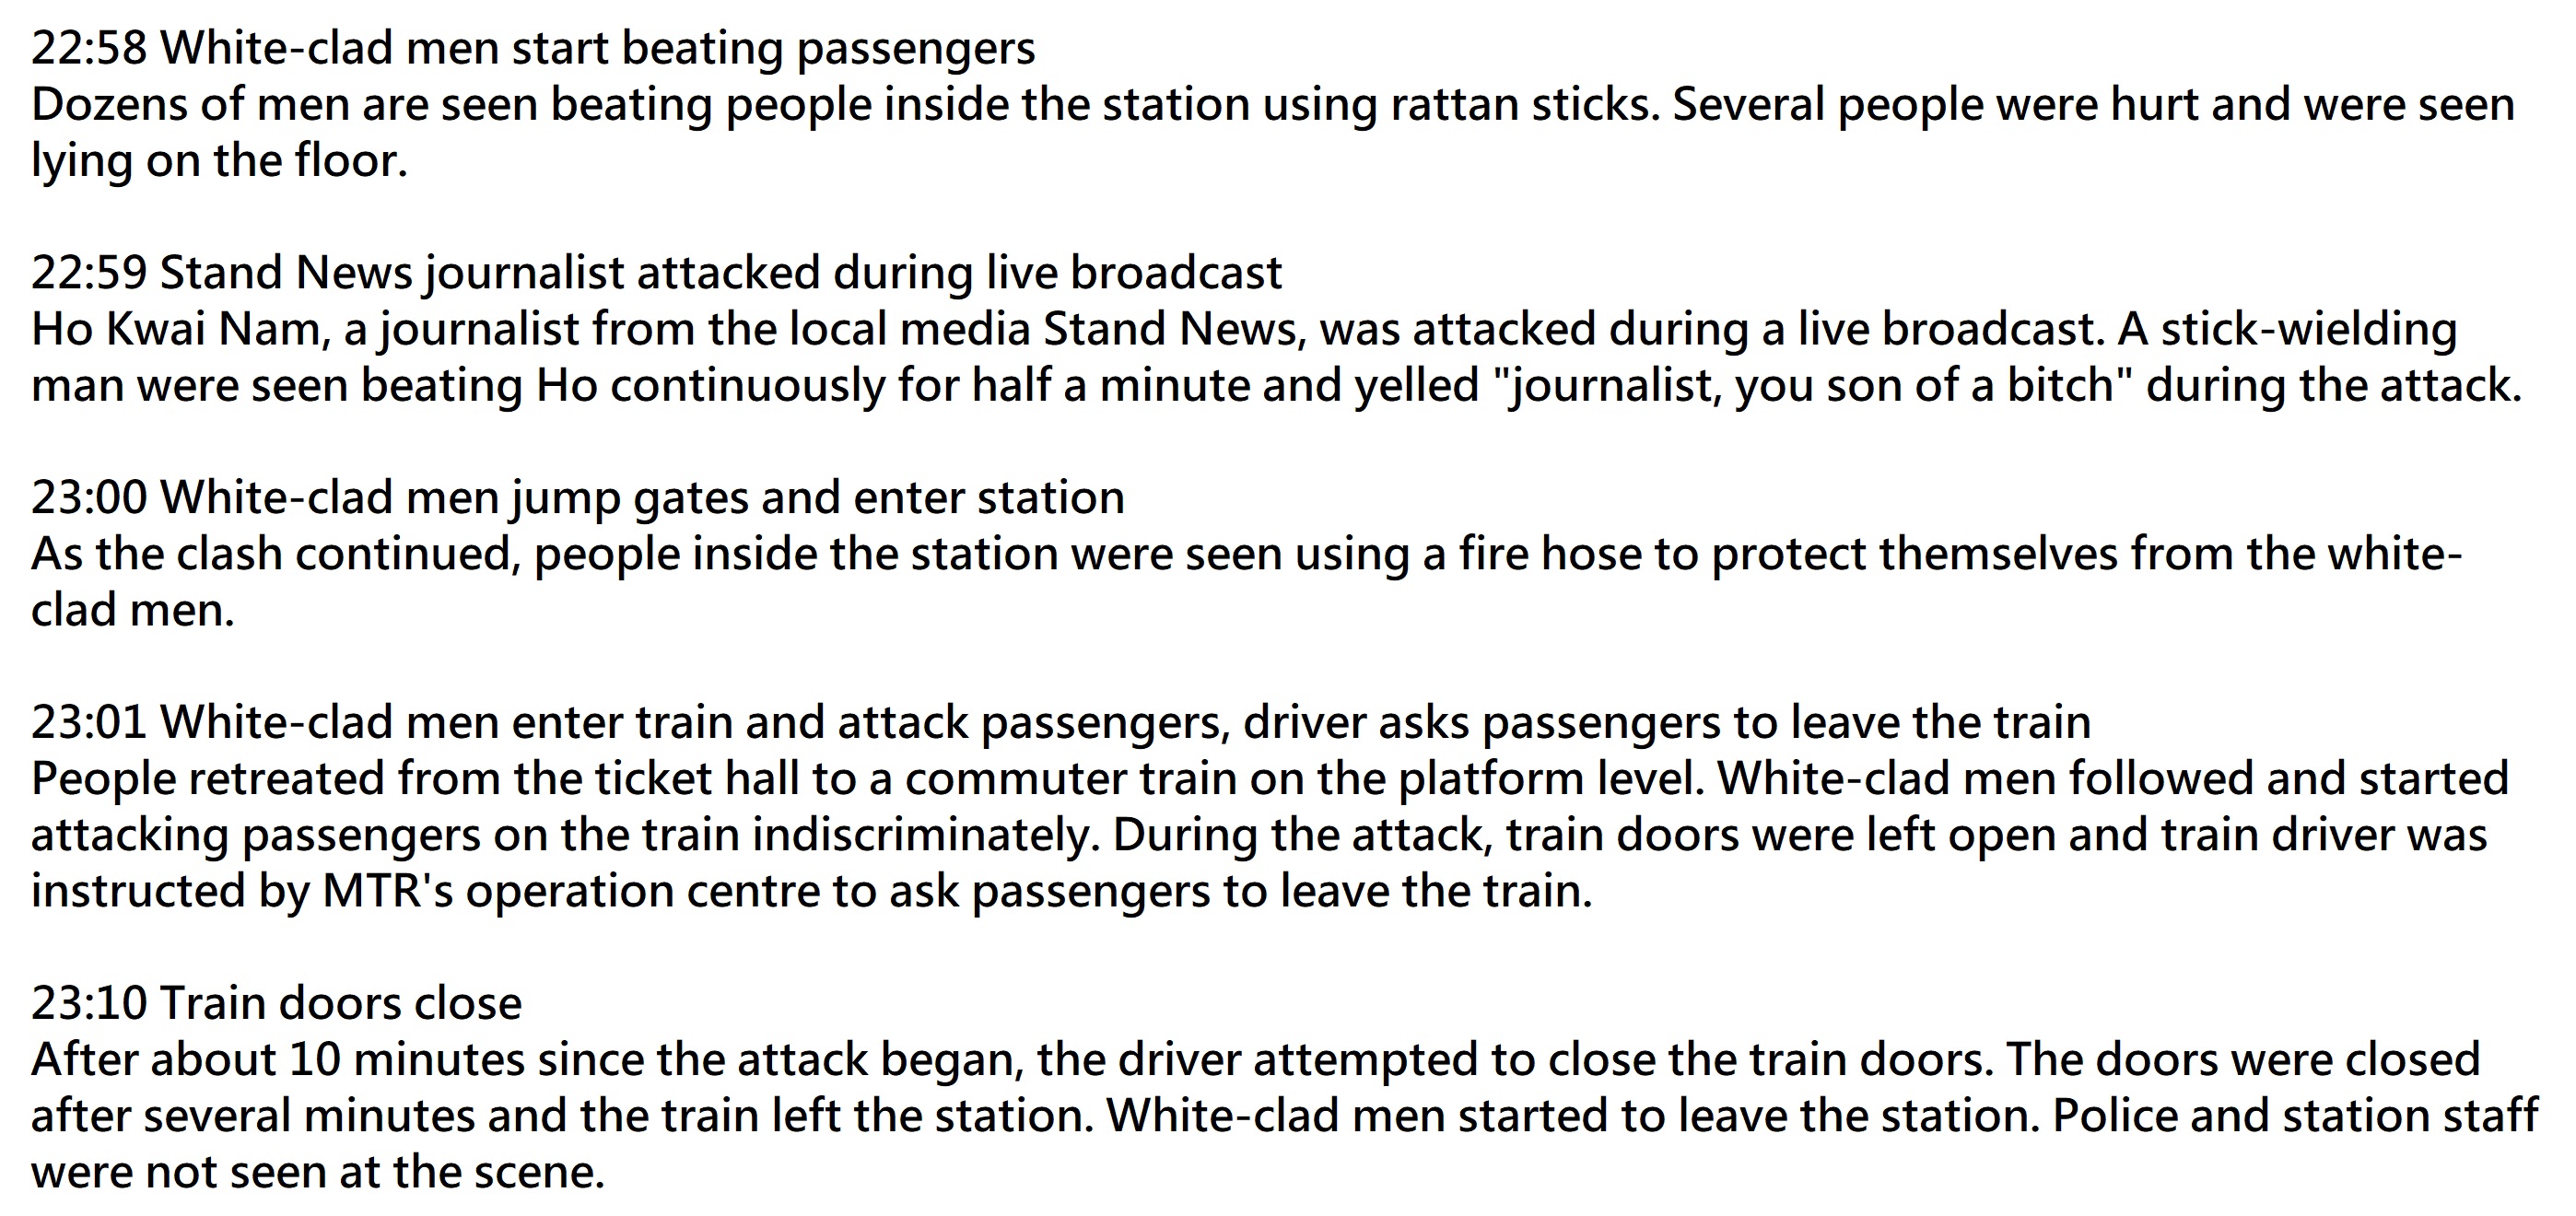 22:58 White-clad men start beating passengers
Dozens of men are seen beating people inside the station using rattan sticks. Several people were hurt and were seen
lying on the floor.
22:59 Stand News journalist attacked during live broadcast
Ho Kwai Nam, a journalist from the local media Stand News, was attacked during a live broadcast. A stick-wielding
man were seen beating Ho continuously for half a minute and yelled "journalist, you son of a bitch" during the attack.
23:00 White-clad men jump gates and enter station
As the clash continued, people inside the station were seen using a fire hose to protect themselves from the white-
clad men.
23:01 White-clad men enter train and attack passengers, driver asks passengers to leave the train
People retreated from the ticket hall to a commuter train on the platform level. White-clad men followed and started
attacking passengers on the train indiscriminately. During the attack, train doors were left open and train driver was
instructed by MTR's operation centre to ask passengers to leave the train.
23:10 Train doors close
After about 10 minutes since the attack began, the driver attempted to close the train doors. The doors were closed
after several minutes and the train left the station. White-clad men started to leave the station. Police and station staff
were not seen at the scene.